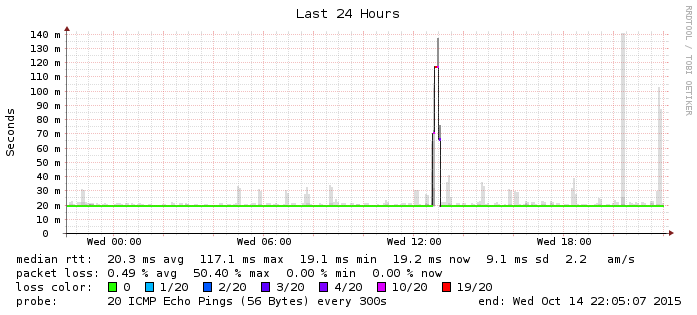 Last 24 Hours
RRDTOOL / TOBI OETIKER
Seconds
140 m
130 m
120 m
110 m
100 m
90 m
80 m
70 m
60 m
50 m
40 m
30 m
20 m
10 m
0
Wed 00:00 Wed 06:00 Wed 12:00 Wed 18:00
median rtt: 20.3 ms avg 117.1 ms max 19.1 ms min 19.2 ms now 9.1 ms sd 2.2 am/s
packet loss: 0.49 % avg 50.40 % max 0.00 % min 0.00 % now
loss color: 0 1/20 2/20 3/20 4/20 10/20 19/20
probe: 20 ICMP Echo Pings (56 Bytes) every 300s end: Wed Oct 14 22:05:07 2015